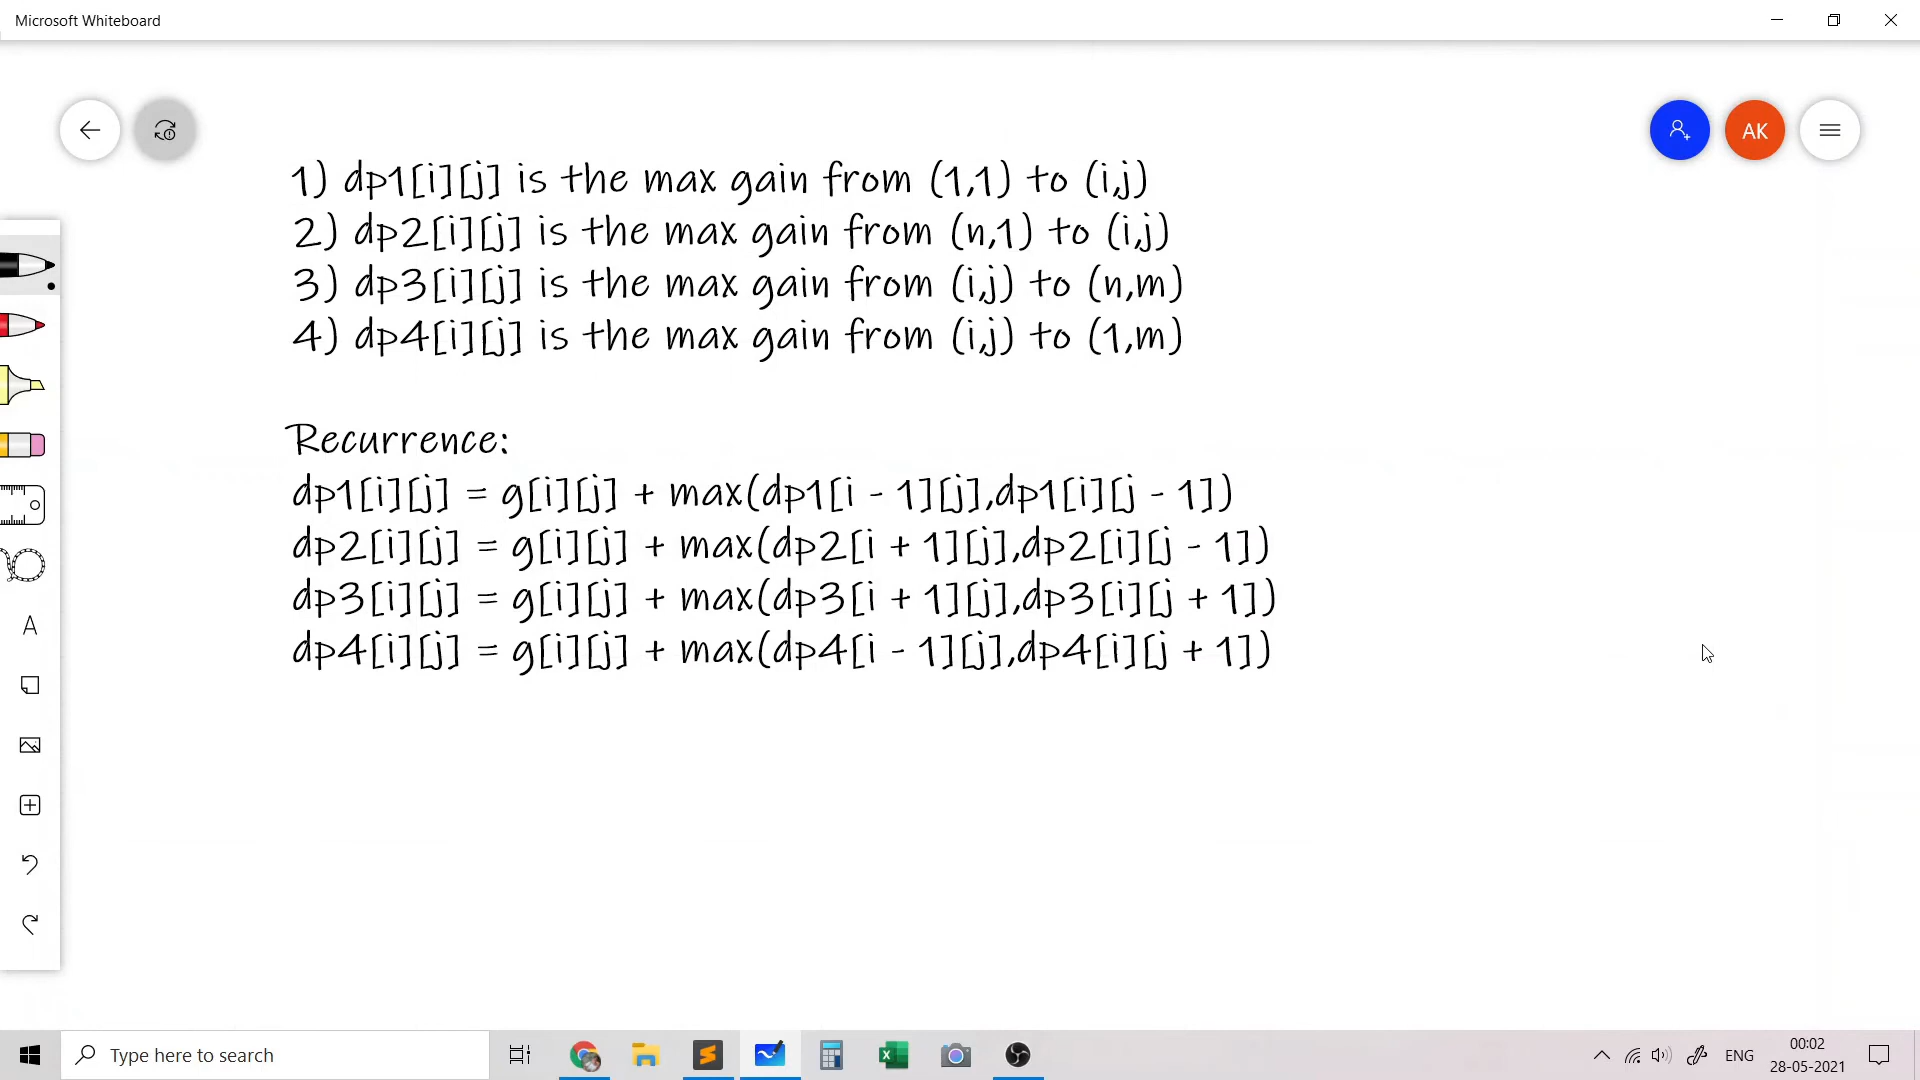 Microsoft Whiteboard
AK
1) dp1[i][j] is the max gain from (1,1) to (i,j)
2) dp2[i][j] is the max gain from (n,1) to (i,j)
3) dp3[i][j] is the max gain from (i,j) to (n,m)
4) dp4[i][j] is the max gain from (i,j) to (1,m)
Recurrence:
dp1[i][j] = g[i][j] + max(dp1[i - 1][j],dp1[i][j - 1])
dp2[i][j] = g[i][j] + max(dp2[i + 1][j],dp2[i][j - 1])
dp3[i][j] = g[i][j] + max(dp3[i + 1][j],dp3[i][j + 1])
dp4[i][j] = g[i][j] + max(dp4[i - 1][j],dp4[i][j + 1])
A
Type here to search
ENG
00:02
28-05-2021